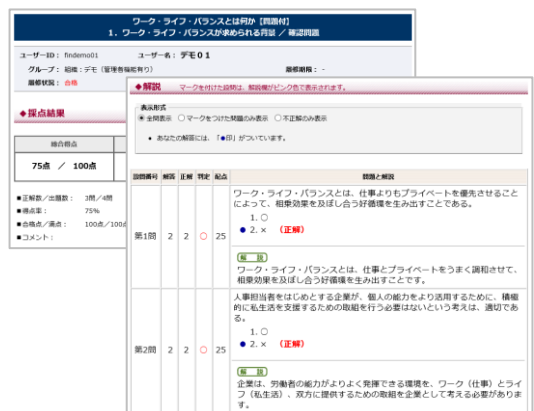 ワーク・ライフ・バランスとは何か【問題付】
1. ワーク・ライフ・バランスが求められる背景 / 確認問題
ユーザーID： findemo01 ユーザー名： デモ01
グループ： 組織：デモ（管理者権能有り） 最終期限： -
履修状況： 合格
◆採点結果
総合得点
75点 ／ 100点
■正解数/出題数： 3問/4問
■得点率： 75%
■合格点/満点： 100点/100
■コメント：
◆解説 マークを付けた設問は、解説欄がピンク色で表示されます。
表示形式
全問表示 マークをつけた問題のみ表示 不正解のみ表示
• あなたの解答には、「●印」がついています。
設問番号 解答 正解 判定 配点 問題と解説
ワーク・ライフ・バランスとは、仕事よりもプライベートを優先させること
によって、相乗効果を及ぼし合う好循環を生み出すことである。
1. ○
第1問 2 2 ○ 25
● 2. × （正解）
解 説
ワーク・ライフ・バランスとは、仕事とプライベートをうまく調和させて、
相乗効果を及ぼし合う好循環を生み出すことです。
人事担当者をはじめとする企業が、個人の能力をより活用するために、積極
的に私生活を支援するための取組を行う必要はないという考えは、適切であ
る。
1. ○
● 2. × （正解）
第2問 2 2 ○ 25
解 説
企業は、労働者の能力がよりよく発揮できる環境を、ワーク（仕事）とライ
フ（私生活）、双方に提供するための取組を企業として考える必要がありま
す。